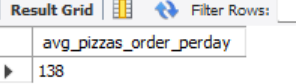 Result Grid Filter Rows:
avg_pizzas_order_perday
138